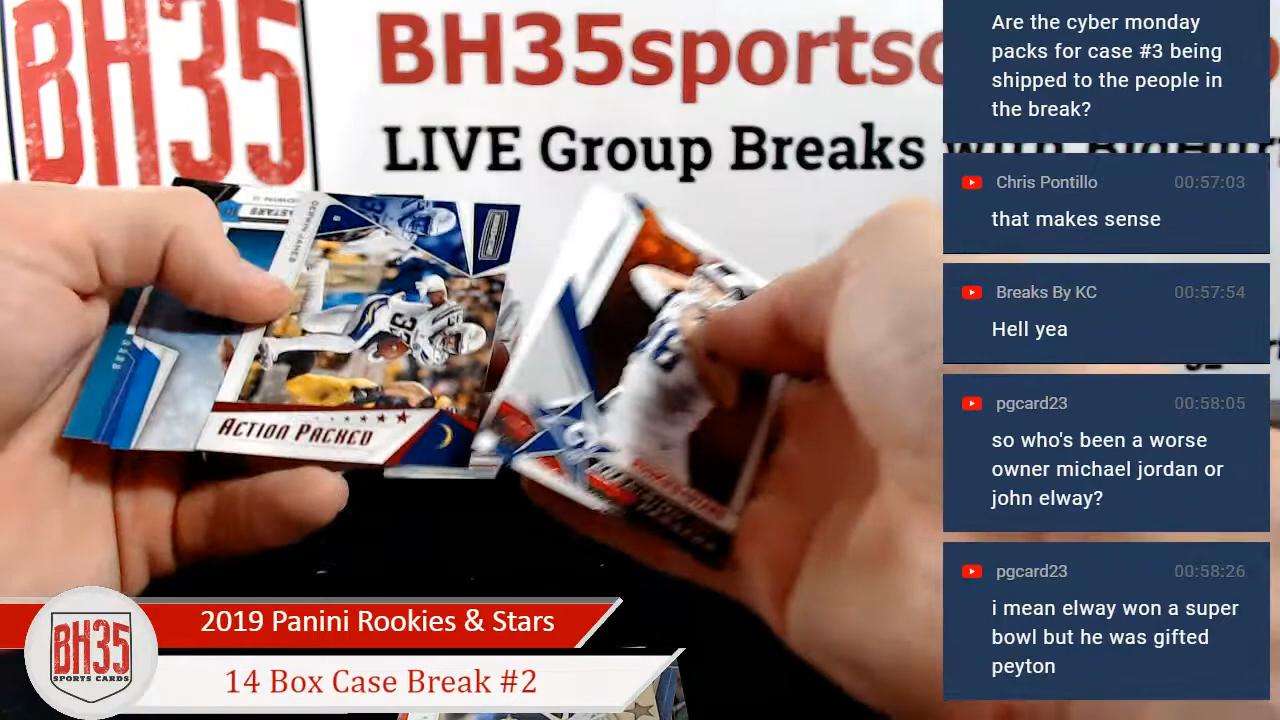 BH35
BH35sportsc
LIVE Group Breaks with
ACTION PACKED
DERWIN JAMES
33
BH35
SPORTS CARDS
2019 Panini Rookies & Stars
14 Box Case Break #2
Are the cyber monday
packs for case #3 being
shipped to the people in
the break?
Chris Pontillo 00:57:03
that makes sense
Breaks By KC 00:57:54
Hell yea
pgcard23 00:58:05
so who's been a worse
owner michael jordan or
john elway?
pgcard23 00:58:26
i mean elway won a super
bowl but he was gifted
peyton